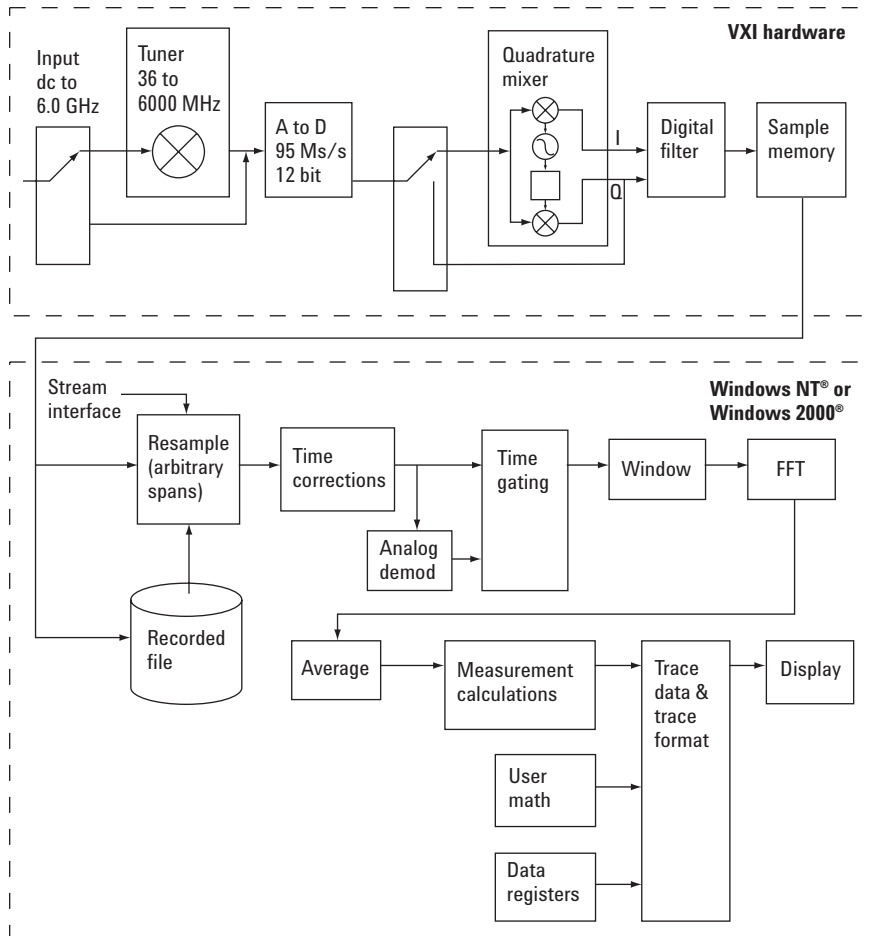 VXI hardware
Input
dc to
6.0 GHz
Tuner
36 to
6000 MHz
A to D
95 Ms/s
12 bit
Quadrature
mixer
I
Q
Digital
filter
Sample
memory
Windows NT® or
Windows 2000®
Stream
interface
Resample
(arbitrary
spans)
Time
corrections
Analog
demod
Time
gating
Window
FFT
Recorded
file
Average
Measurement
calculations
Trace
data &
trace
format
Display
User
math
Data
registers